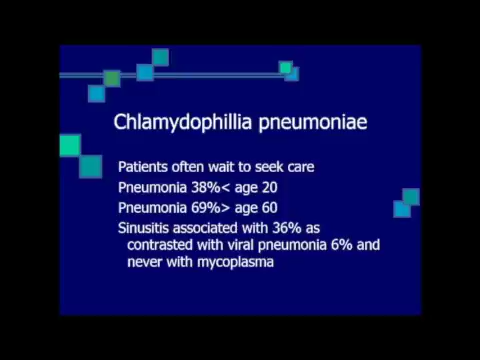 Chlamydophillia pneumoniae
Patients often wait to seek care
Pneumonia 38%< age 20
Pneumonia 69%> age 60
Sinusitis associated with 36% as
contrasted with viral pneumonia 6% and
never with mycoplasma